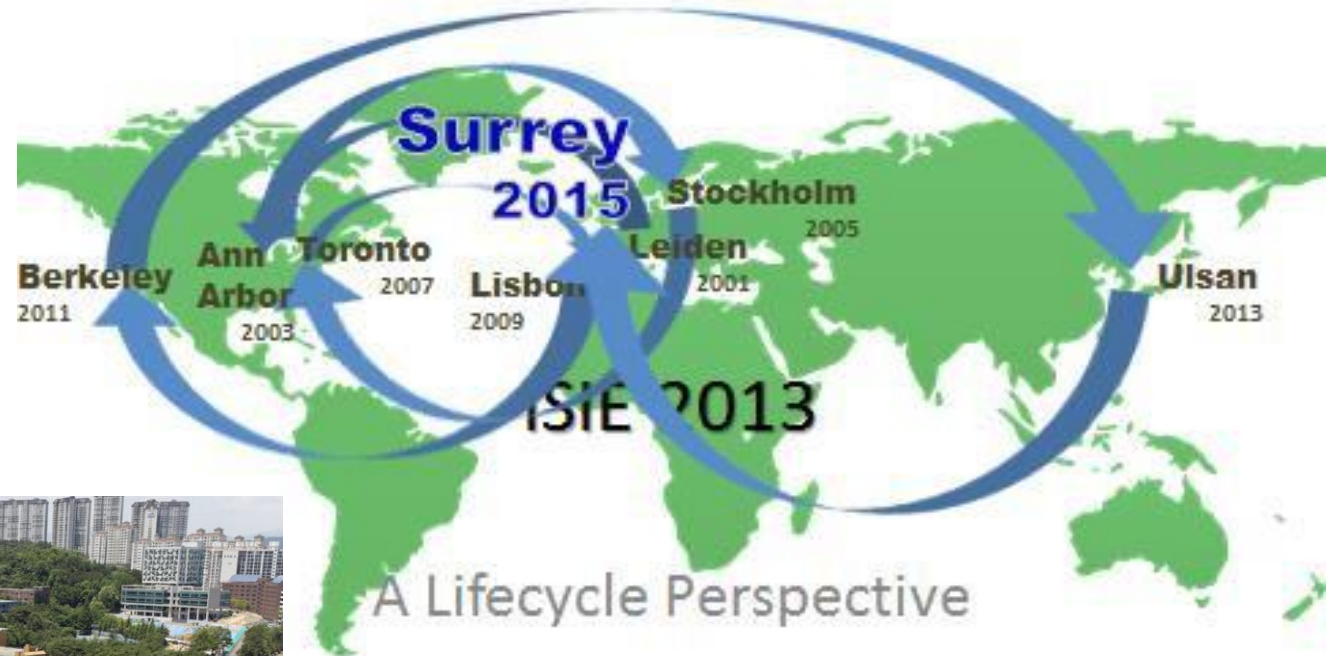 Surrey
2015
Stockholm
2005
Leiden
2001
Ann
Arbor
2003
Toronto
2007
Berkeley
2011
Lisbon
2009
Ulsan
2013
ISIE 2013
A Lifecycle Perspective